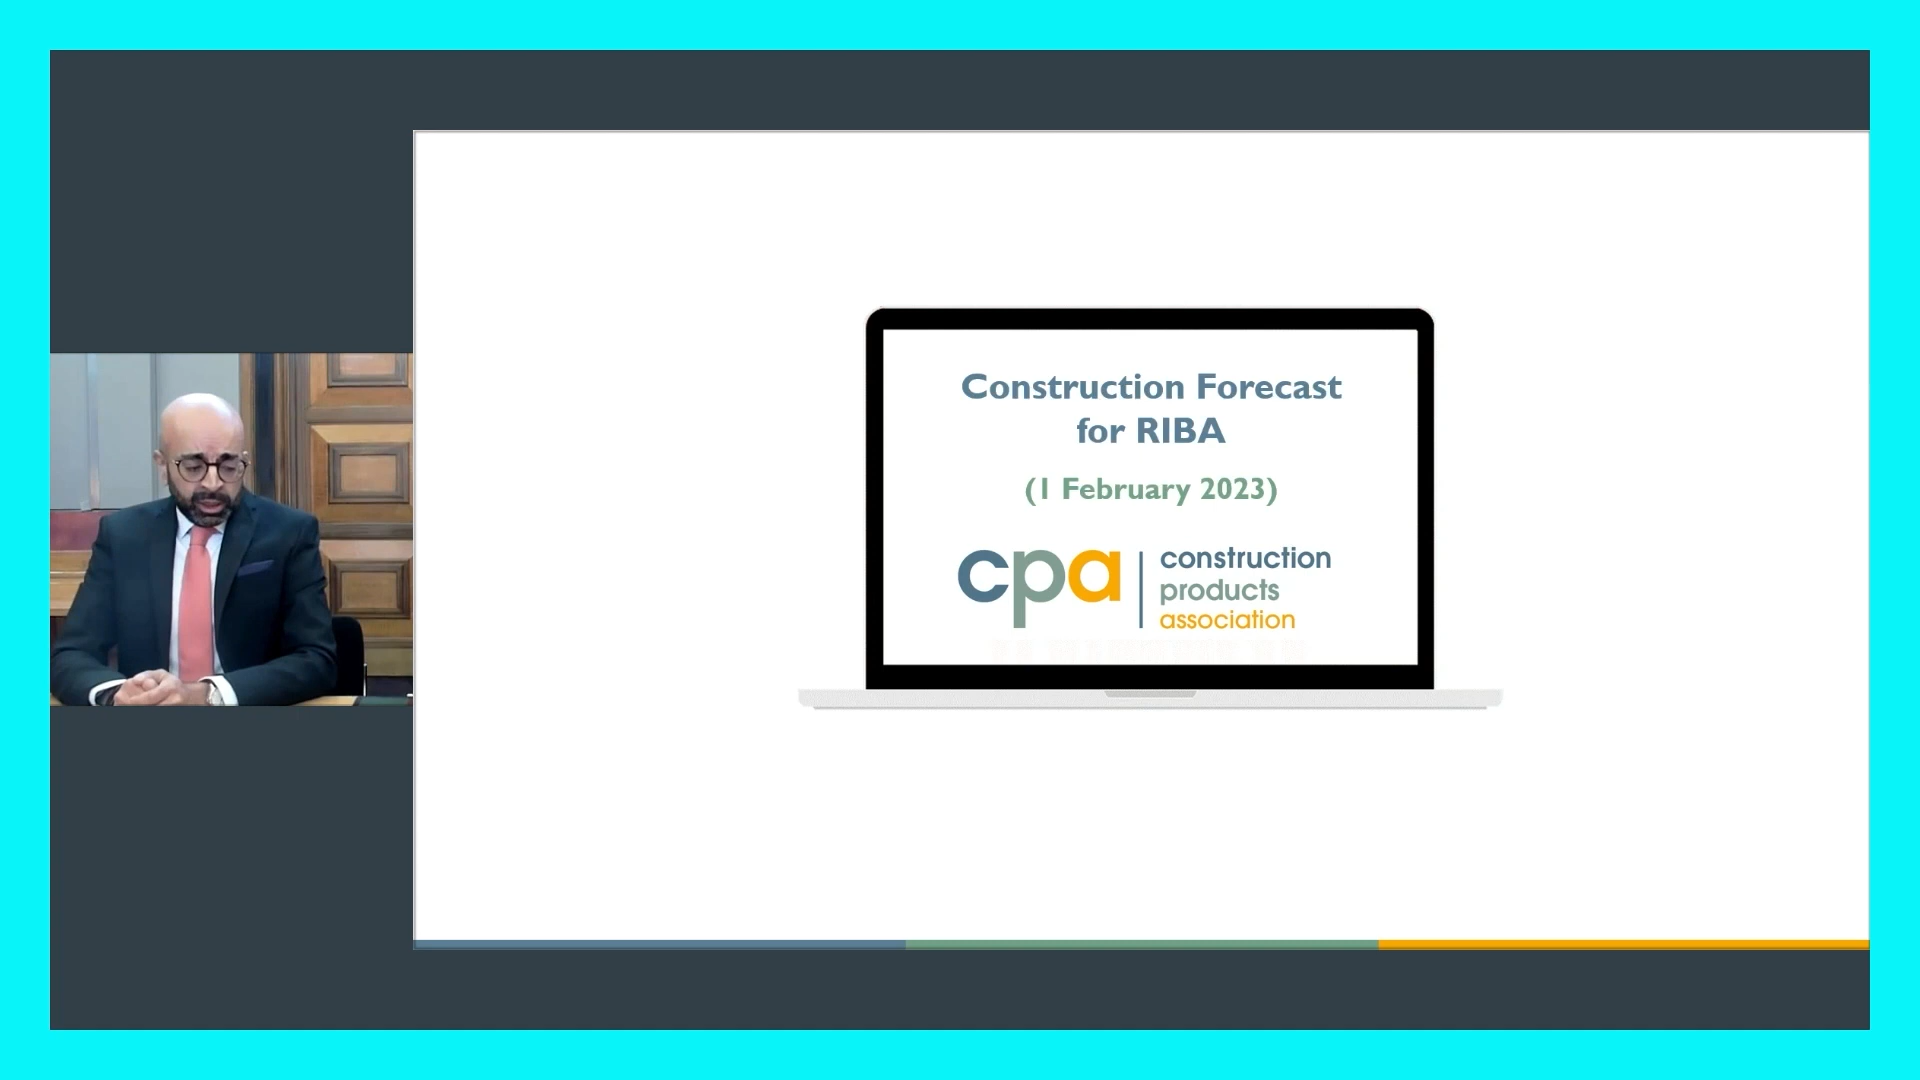 Construction Forecast
for RIBA
(1 February 2023)
cpa
construction
products
association